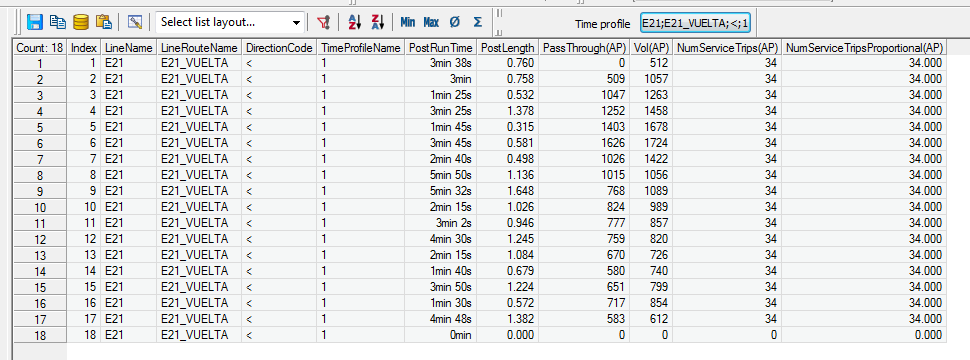 Select list layout... Min Max Ø Σ Time profile E21;E21_VUELTA;<;1
Count: 18 Index LineName LineRouteName DirectionCode TimeProfileName PostRunTime PostLength PassThrough(AP) Vol(AP) NumServiceTrips(AP) NumServiceTripsProportional(AP)
1 1 E21 E21_VUELTA < 1 3min 38s 0.760 0 512 34 34.000
2 2 E21 E21_VUELTA < 1 3min 0.758 509 1057 34 34.000
3 3 E21 E21_VUELTA < 1 1min 25s 0.532 1047 1263 34 34.000
4 4 E21 E21_VUELTA < 1 3min 25s 1.378 1252 1458 34 34.000
5 5 E21 E21_VUELTA < 1 1min 45s 0.315 1403 1678 34 34.000
6 6 E21 E21_VUELTA < 1 3min 45s 0.581 1626 1724 34 34.000
7 7 E21 E21_VUELTA < 1 2min 40s 0.498 1026 1422 34 34.000
8 8 E21 E21_VUELTA < 1 5min 50s 1.136 1015 1056 34 34.000
9 9 E21 E21_VUELTA < 1 5min 32s 1.648 768 1089 34 34.000
10 10 E21 E21_VUELTA < 1 2min 15s 1.026 824 989 34 34.000
11 11 E21 E21_VUELTA < 1 3min 2s 0.946 777 857 34 34.000
12 12 E21 E21_VUELTA < 1 4min 30s 1.245 759 820 34 34.000
13 13 E21 E21_VUELTA < 1 2min 15s 1.084 670 726 34 34.000
14 14 E21 E21_VUELTA < 1 1min 40s 0.679 580 740 34 34.000
15 15 E21 E21_VUELTA < 1 3min 50s 1.224 651 799 34 34.000
16 16 E21 E21_VUELTA < 1 1min 30s 0.572 717 854 34 34.000
17 17 E21 E21_VUELTA < 1 4min 48s 1.382 583 612 34 34.000
18 18 E21 E21_VUELTA < 1 0min 0.000 0 0 0 0.000